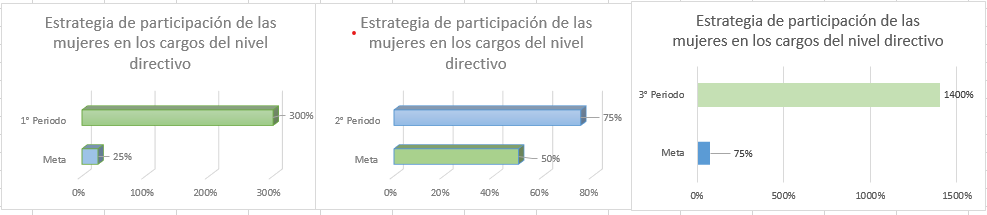 Estrategia de participación de las
mujeres en los cargos del nivel
directivo
1° Periodo
300%
Meta
25%
0%
100%
200%
300%
Estrategia de participación de las
mujeres en los cargos del nivel
directivo
2° Periodo
75%
Meta
50%
0%
20%
40%
60%
80%
Estrategia de participación de las
mujeres en los cargos del nivel directivo
3° Periodo
1400%
Meta
75%
0%
500%
1000%
1500%